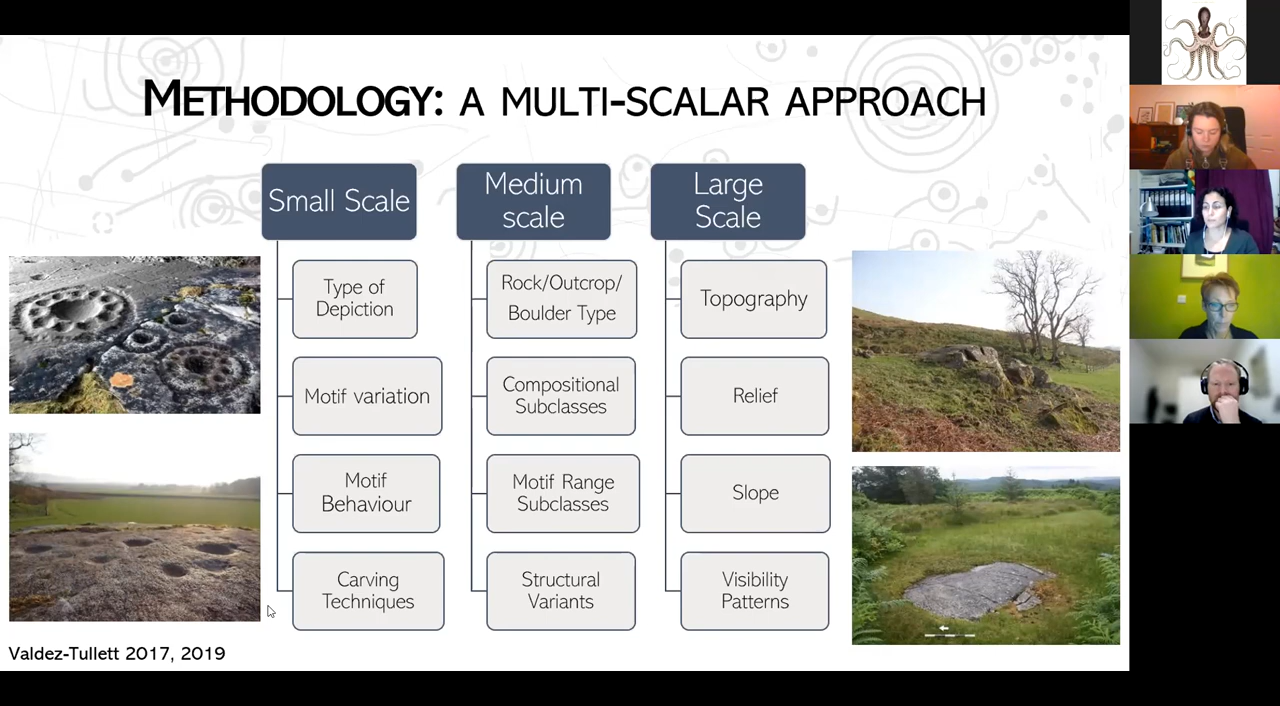 METHODOLOGY: A MULTI-SCALAR APPROACH
Small Scale
Type of
Depiction
Motif variation
Motif
Behaviour
Carving
Techniques
Medium
scale
Rock/Outcrop/
Boulder Type
Compositional
Subclasses
Motif Range
Subclasses
Structural
Variants
Large
Scale
Topography
Relief
Slope
Visibility
Patterns
Valdez-Tullett 2017, 2019